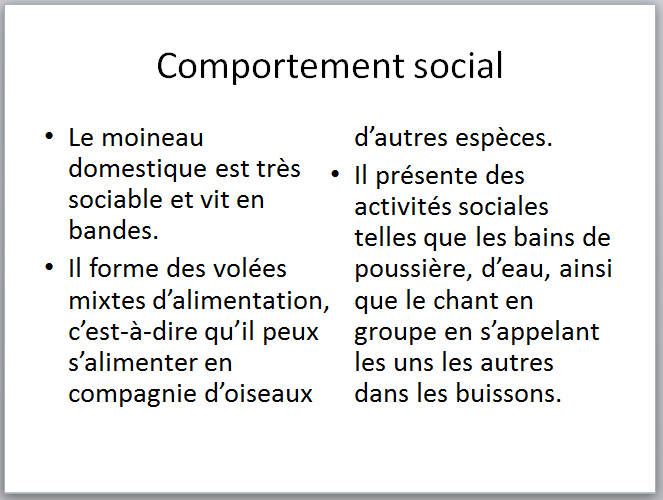 Comportement social
• Le moineau
domestique est très
sociable et vit en
bandes.
• Il forme des volées
mixtes d’alimentation,
c’est-à-dire qu’il peux
s’alimenter en
compagnie d’oiseaux
d’autres espèces.
• Il présente des
activités sociales
telles que les bains de
poussière, d’eau, ainsi
que le chant en
groupe en s’appelant
les uns les autres
dans les buissons.